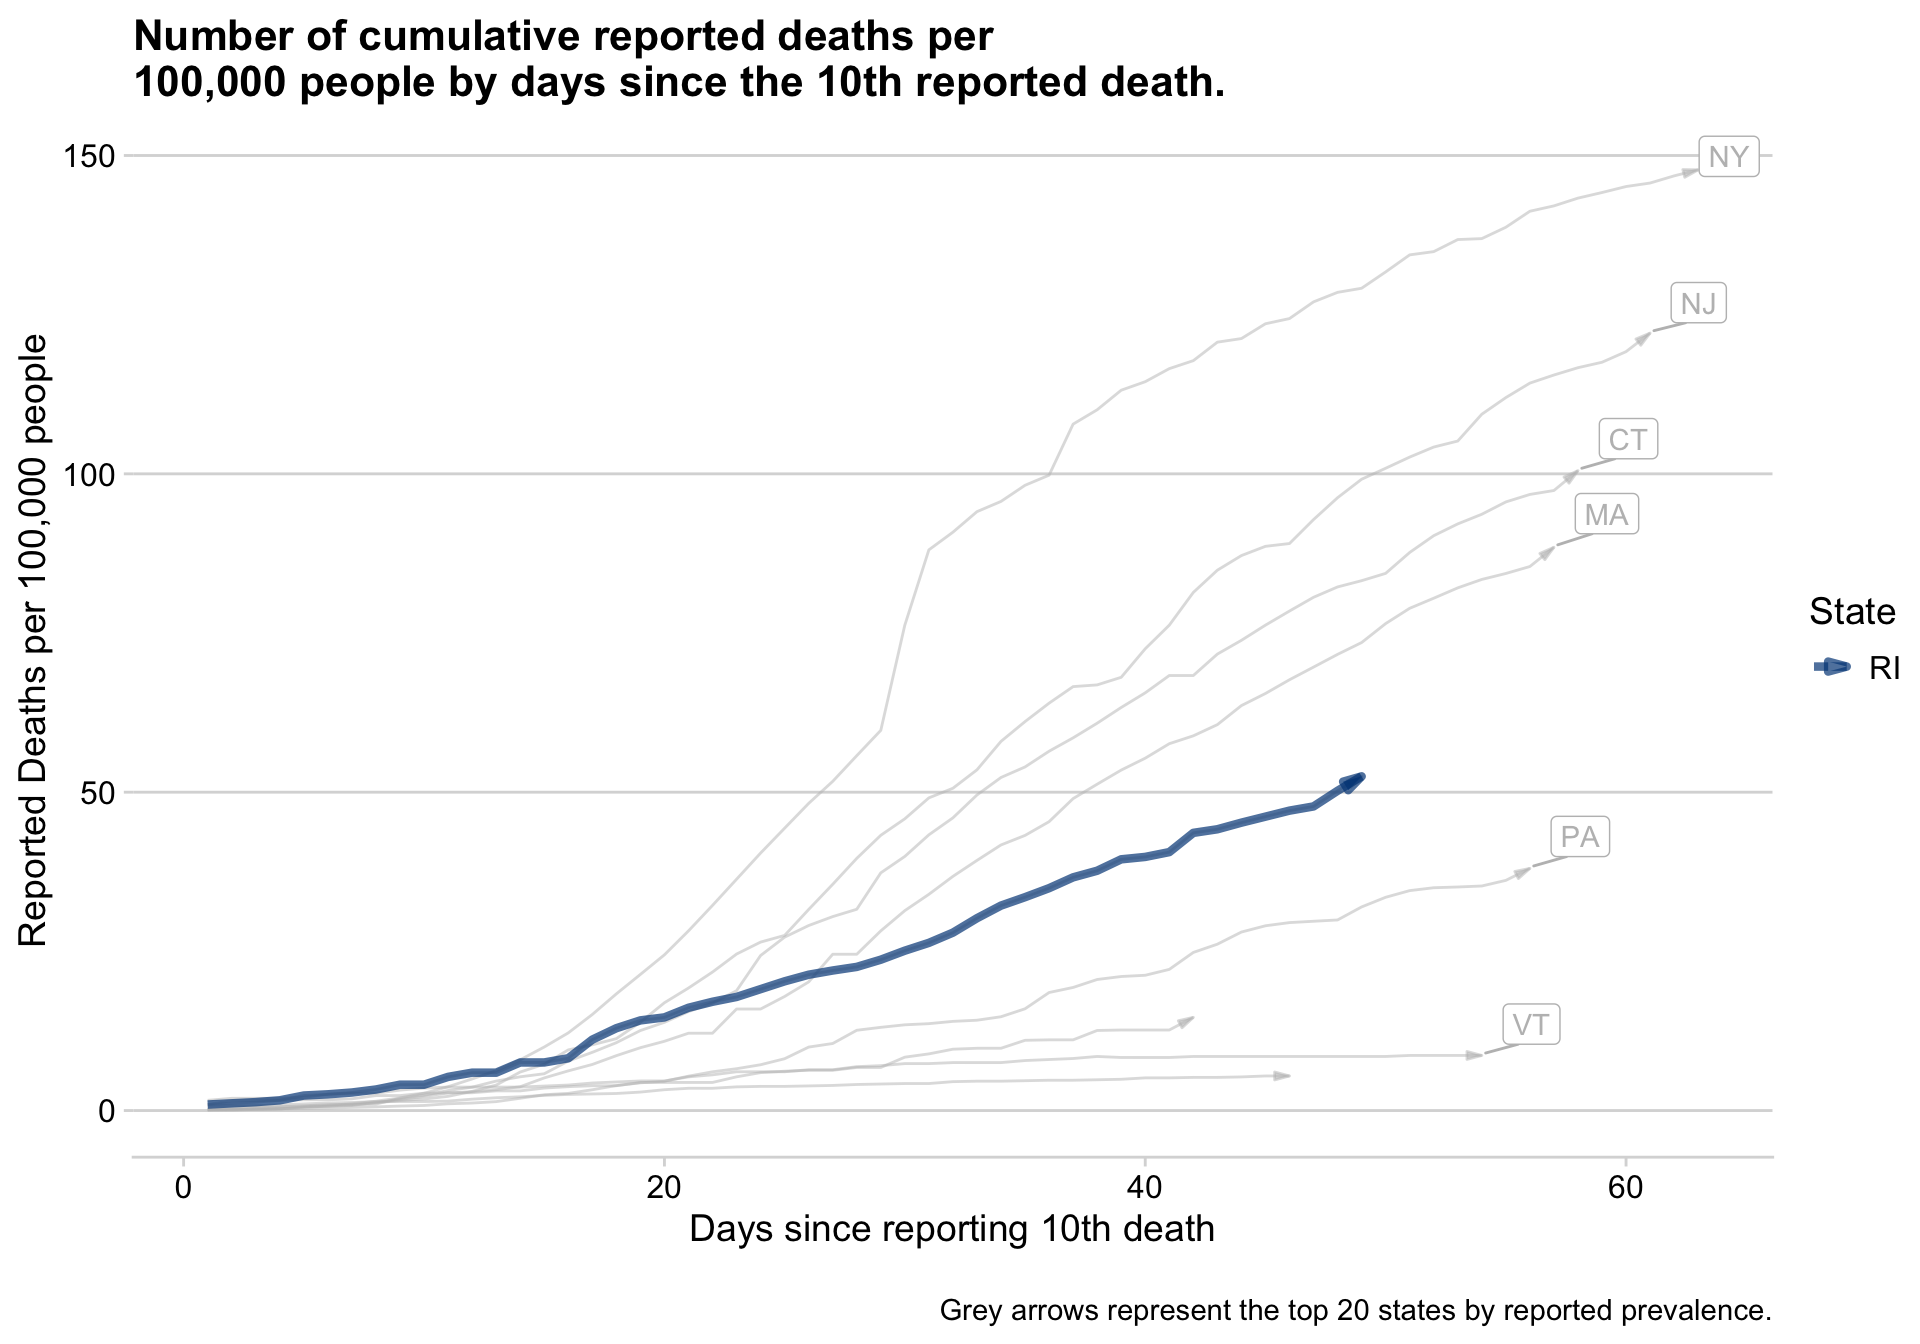 Number of cumulative reported deaths per
100,000 people by days since the 10th reported death.
150
100
50
0
Reported Deaths per 100,000 people
NY
NJ
CT
MA
PA
VT
State
RI
0
20
40
60
Days since reporting 10th death
Grey arrows represent the top 20 states by reported prevalence.